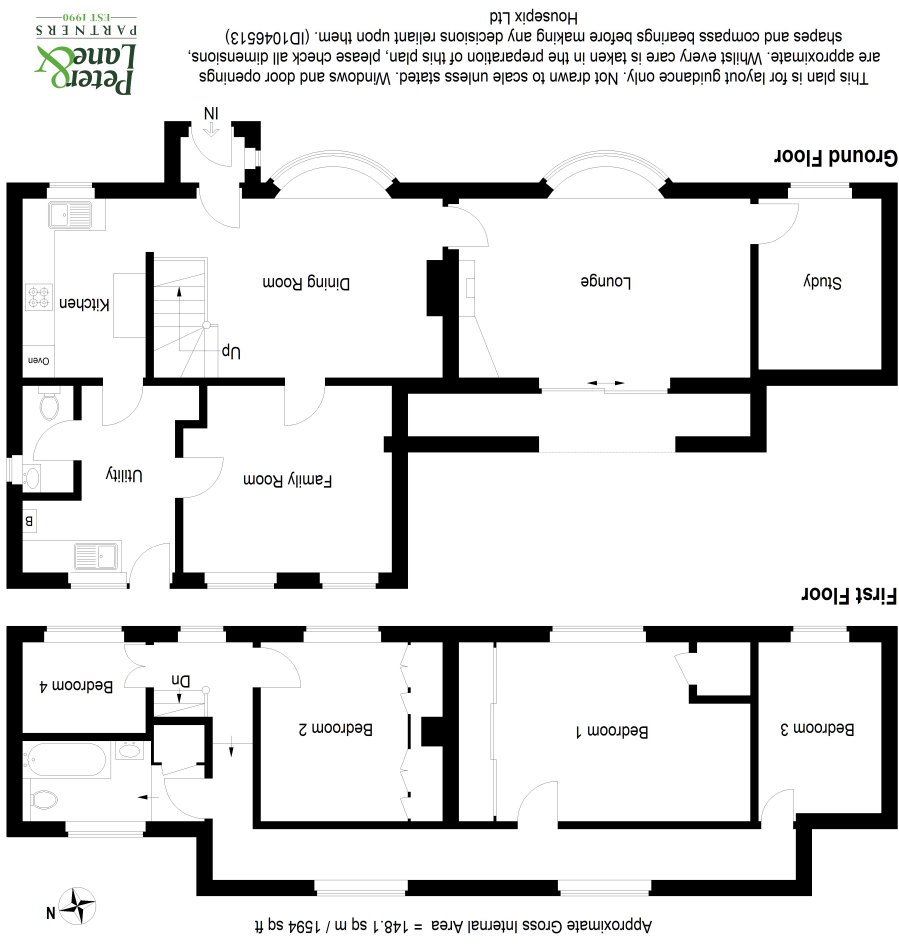 Approximate Gross Internal Area = 148.1 sq m / 1594 sq ft
N
Bedroom 3
Bedroom 1
Bedroom 2
Bedroom 4
Dn
First Floor
Family Room
Utility
B
Up
Oven
Kitchen
Study
Lounge
Dining Room
Ground Floor
IN
This plan is for layout guidance only. Not drawn to scale unless stated. Windows and door openings
are approximate. Whilst every care is taken in the preparation of this plan, please check all dimensions,
shapes and compass bearings before making any decisions reliant upon them. (ID1046513)
Housepix Ltd
Peter
Lane &
PARTNERS
EST 1990